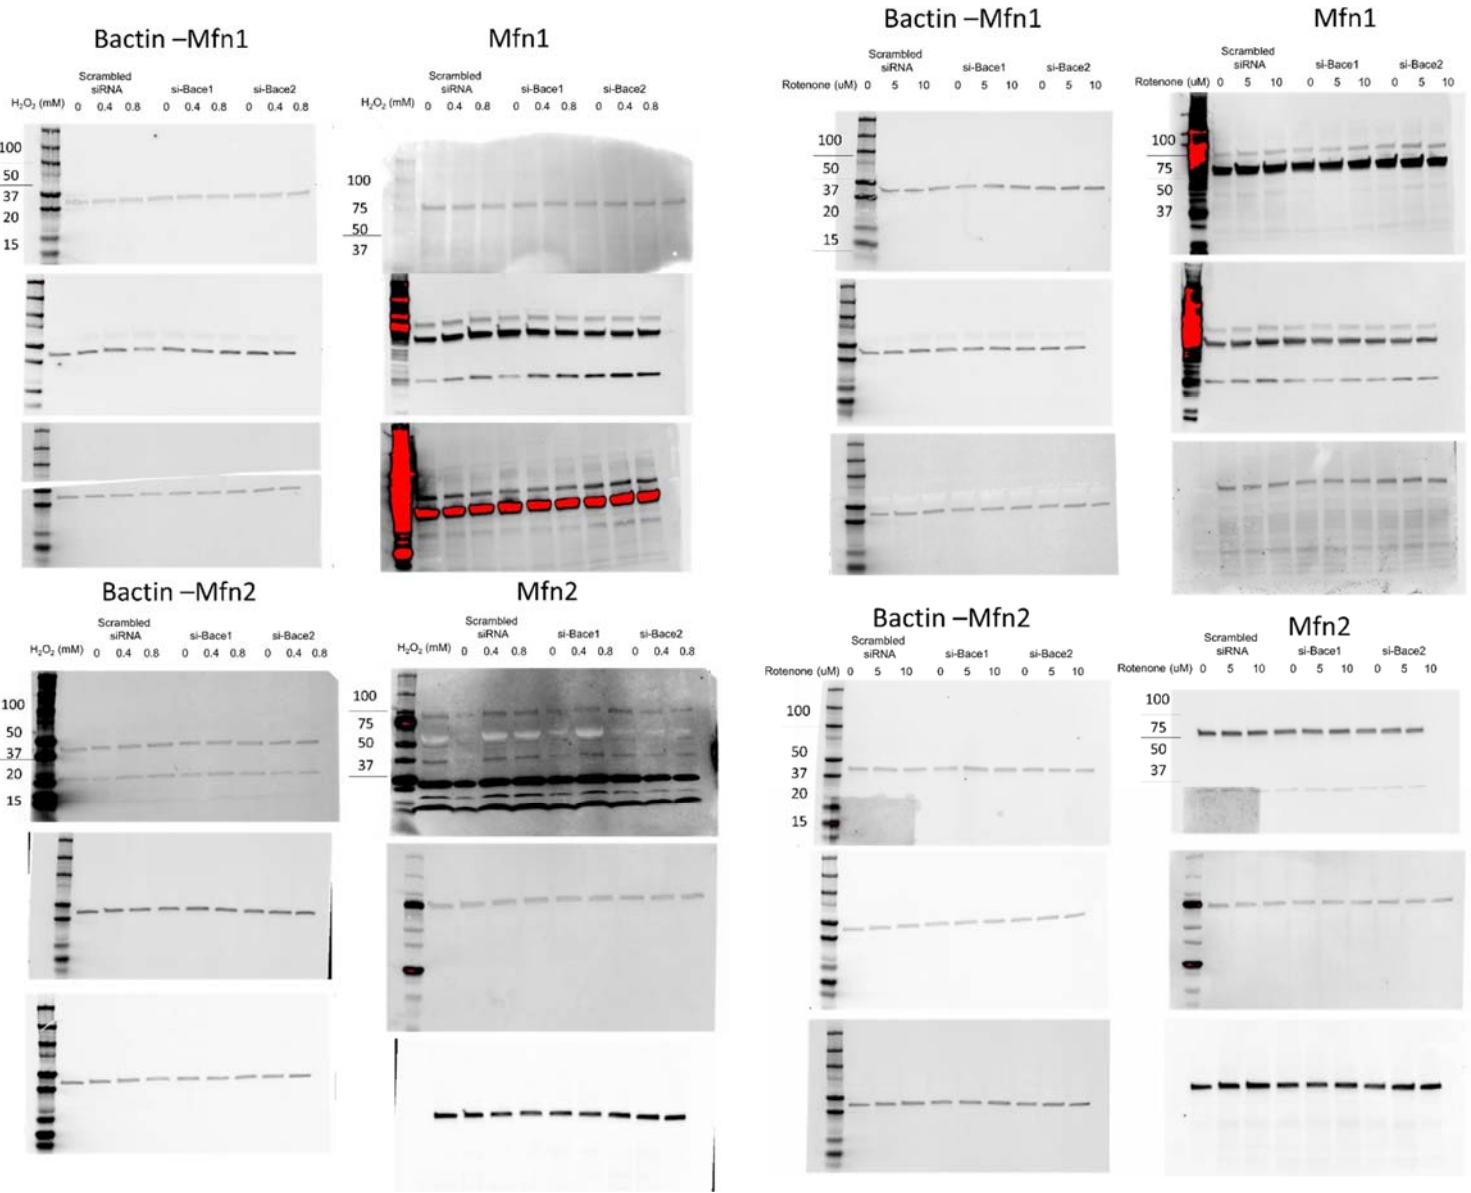 Bactin –Mfn1
Scrambled
siRNA si-Bace1 si-Bace2
H₂O₂ (mM) 0 0.4 0.8 0 0.4 0.8 0 0.4 0.8
100
50
37
20
15
Mfn1
Scrambled
siRNA si-Bace1 si-Bace2
H₂O₂ (mM) 0 0.4 0.8 0 0.4 0.8 0 0.4 0.8
100
75
50
37
Bactin –Mfn1
Scrambled
siRNA si-Bace1 si-Bace2
Rotenone (uM) 0 5 10 0 5 10 0 5 10
100
50
37
20
15
Mfn1
Scrambled
siRNA si-Bace1 si-Bace2
Rotenone (uM) 0 5 10 0 5 10 0 5 10
100
75
50
37
Bactin –Mfn2
Scrambled
siRNA si-Bace1 si-Bace2
H₂O₂ (mM) 0 0.4 0.8 0 0.4 0.8 0 0.4 0.8
100
50
37
20
15
Mfn2
Scrambled
siRNA si-Bace1 si-Bace2
H₂O₂ (mM) 0 0.4 0.8 0 0.4 0.8 0 0.4 0.8
100
75
50
37
Bactin –Mfn2
Scrambled
siRNA si-Bace1 si-Bace2
Rotenone (uM) 0 5 10 0 5 10 0 5 10
100
50
37
20
15
Mfn2
Scrambled
siRNA si-Bace1 si-Bace2
Rotenone (uM) 0 5 10 0 5 10 0 5 10
100
75
50
37